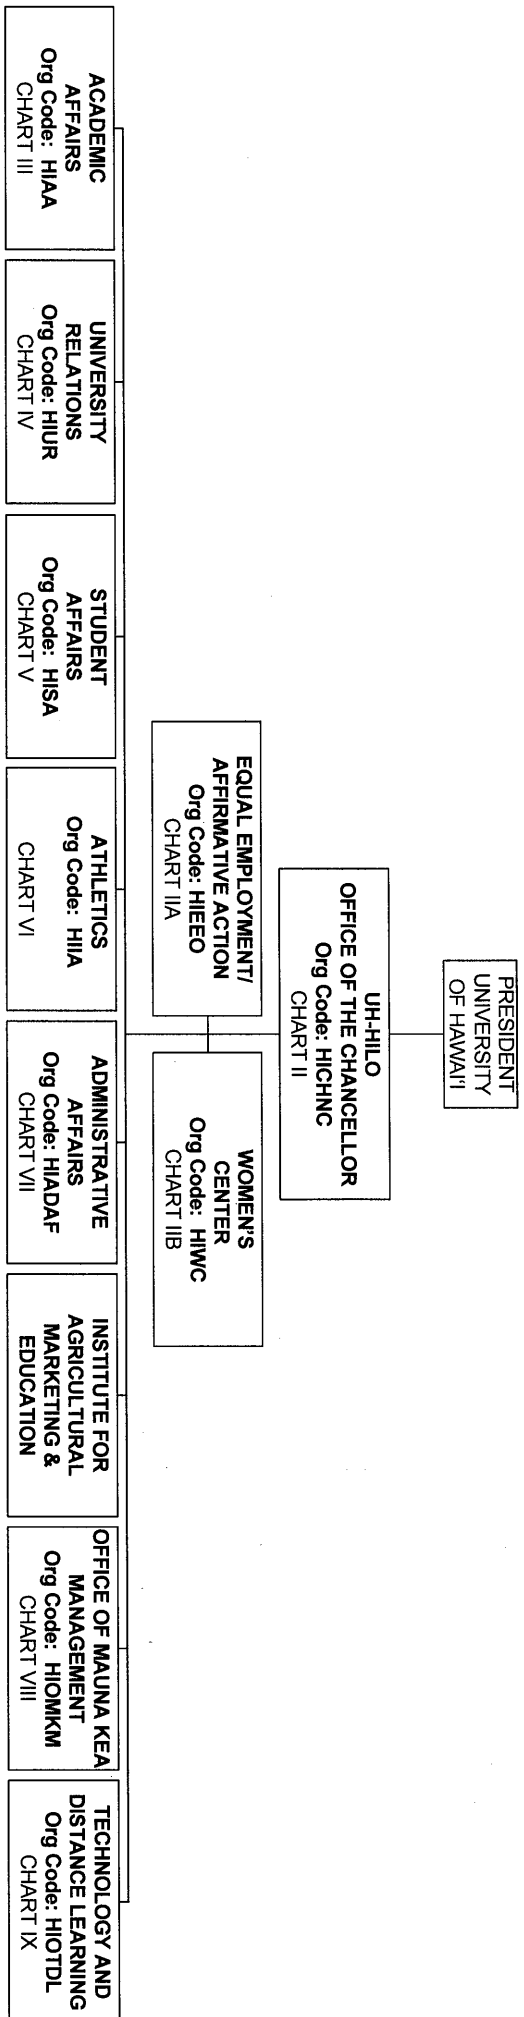 PRESIDENT
UNIVERSITY
OF HAWAI'I
UH-HILO
OFFICE OF THE CHANCELLOR
Org Code: HICHNC
CHART II
EQUAL EMPLOYMENT/
AFFIRMATIVE ACTION
Org Code: HIEEO
CHART IIA
WOMEN'S
CENTER
Org Code: HIWC
CHART IIB
ACADEMIC
AFFAIRS
Org Code: HIAA
CHART III
UNIVERSITY
RELATIONS
Org Code: HIUR
CHART IV
STUDENT
AFFAIRS
Org Code: HISA
CHART V
ATHLETICS
Org Code: HIIA
CHART VI
ADMINISTRATIVE
AFFAIRS
Org Code: HIADAF
CHART VII
INSTITUTE FOR
AGRICULTURAL
MARKETING &
EDUCATION
OFFICE OF MAUNA KEA
MANAGEMENT
Org Code: HIOMKM
CHART VIII
TECHNOLOGY AND
DISTANCE LEARNING
Org Code: HIOTDL
CHART IX